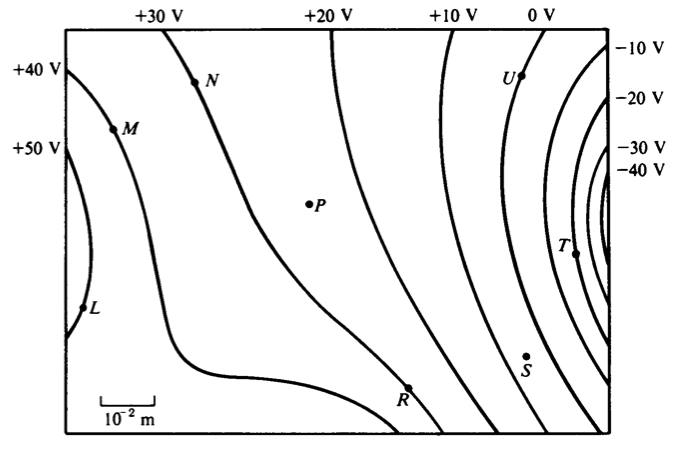 +30 V +20 V +10 V 0 V
−10 V
+40 V
N
U
−20 V
M
+50 V
−30 V
−40 V
P
T
L
S
R
10⁻² m